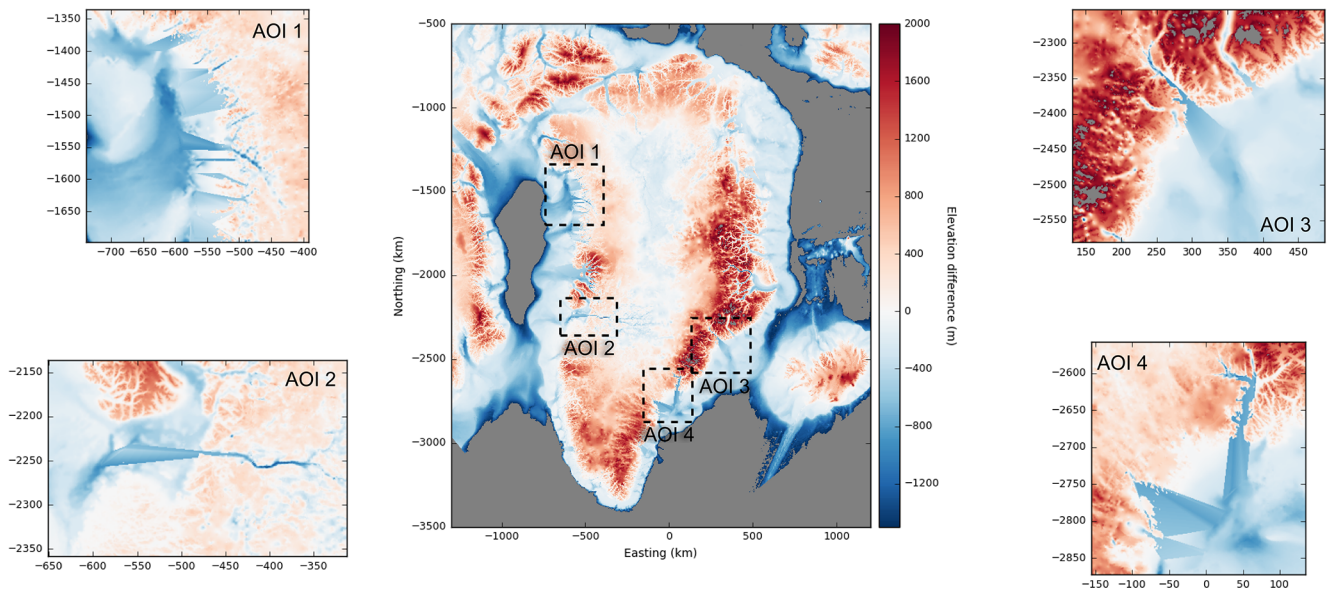 AOI 1
−1350
−1400
−1450
−1500
−1550
−1600
−1650
−700 −650 −600 −550 −500 −450 −400
AOI 2
−2150
−2200
−2250
−2300
−2350
−650 −600 −550 −500 −450 −400 −350
−500
−1000
−1500
−2000
−2500
−3000
−3500
Northing (km)
AOI 1
AOI 2
AOI 3
AOI 4
−1000 −500 0 500 1000
Easting (km)
2000
1600
1200
800
400
0
−400
−800
−1200
Elevation difference (m)
−2300
−2350
−2400
−2450
−2500
−2550
AOI 3
150 200 250 300 350 400 450
AOI 4
−2600
−2650
−2700
−2750
−2800
−2850
−150 −100 −50 0 50 100